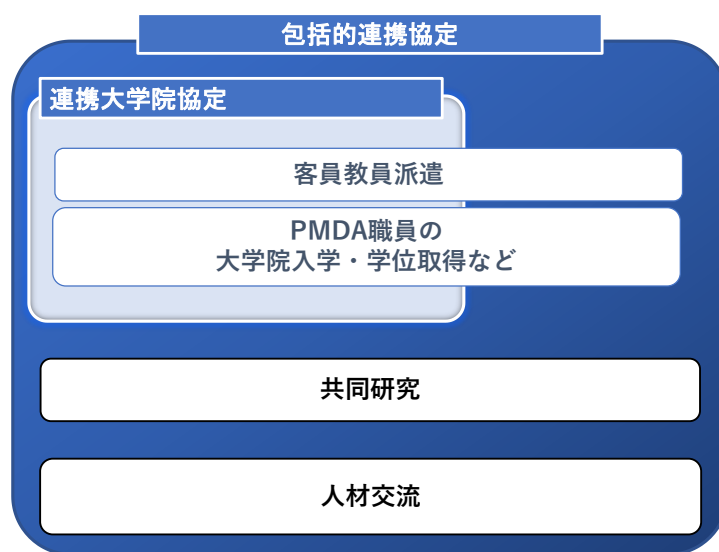 包括的連携協定
連携大学院協定
客員教員派遣
PMDA職員の
大学院入学・学位取得など
共同研究
人材交流